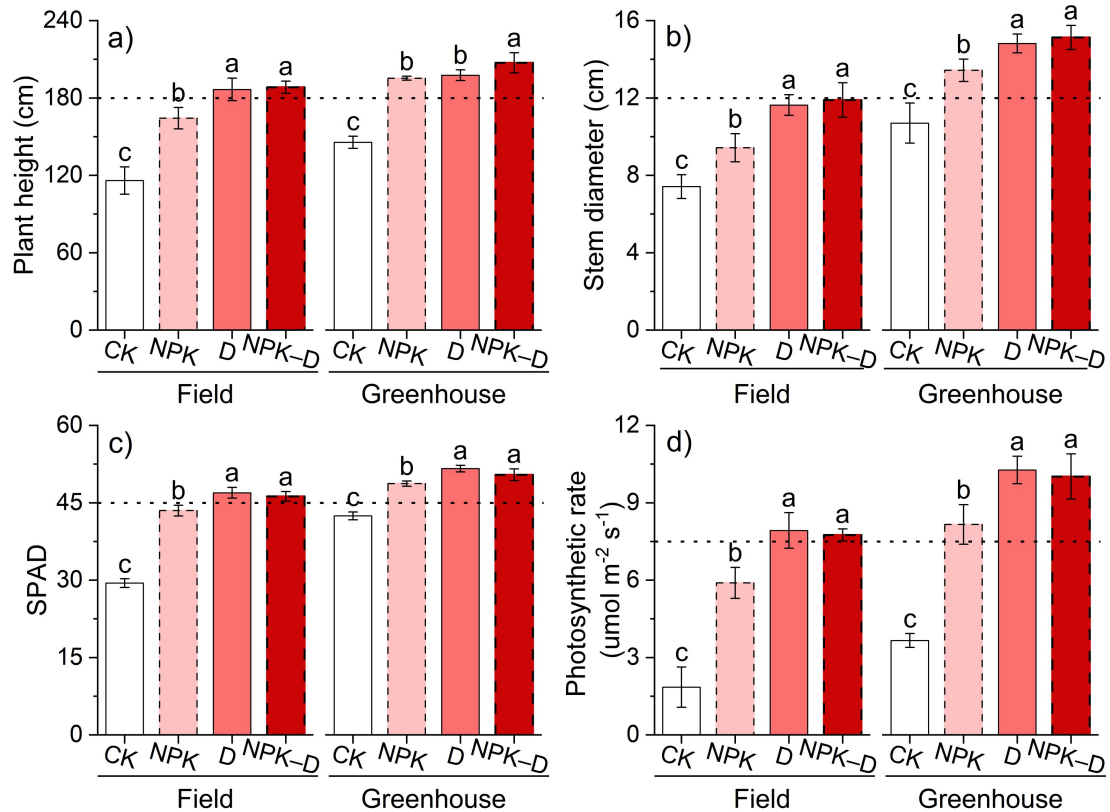 a)
Plant height (cm)
240
180
120
60
0
c
b
a
a
c
b
b
a
CK
NPK
D
NPK–D
CK
NPK
D
NPK–D
Field
Greenhouse
b)
Stem diameter (cm)
16
12
8
4
0
c
b
a
a
c
b
a
a
CK
NPK
D
NPK–D
CK
NPK
D
NPK–D
Field
Greenhouse
c)
SPAD
60
45
30
15
0
c
b
a
a
c
b
a
a
CK
NPK
D
NPK–D
CK
NPK
D
NPK–D
Field
Greenhouse
d)
Photosynthetic rate
(umol m⁻² s⁻¹)
12
9
6
3
0
c
b
a
a
c
b
a
a
CK
NPK
D
NPK–D
CK
NPK
D
NPK–D
Field
Greenhouse